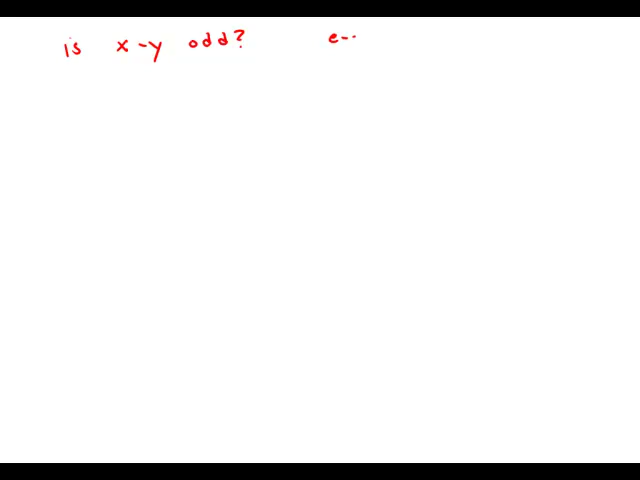 is x-y odd? e-